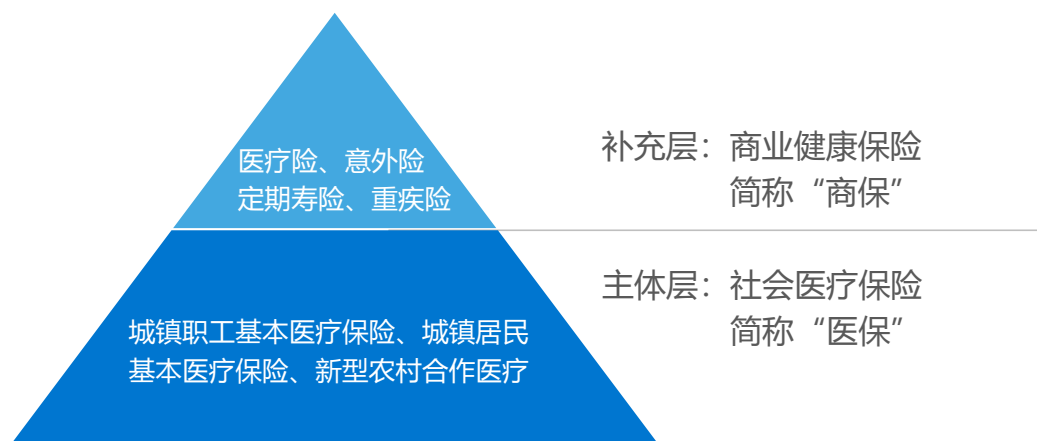 医疗险、意外险
定期寿险、重疾险
补充层：商业健康保险
简称“商保”
城镇职工基本医疗保险、城镇居民
基本医疗保险、新型农村合作医疗
主体层：社会医疗保险
简称“医保”